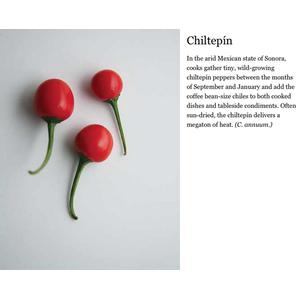 Chiltepín
In the arid Mexican state of Sonora,
cooks gather tiny, wild-growing
chiltepin peppers between the months
of September and January and add the
coffee bean-size chiles to both cooked
dishes and tableside condiments. Often
sun-dried, the chiltepin delivers a
megaton of heat. (C. annuum.)